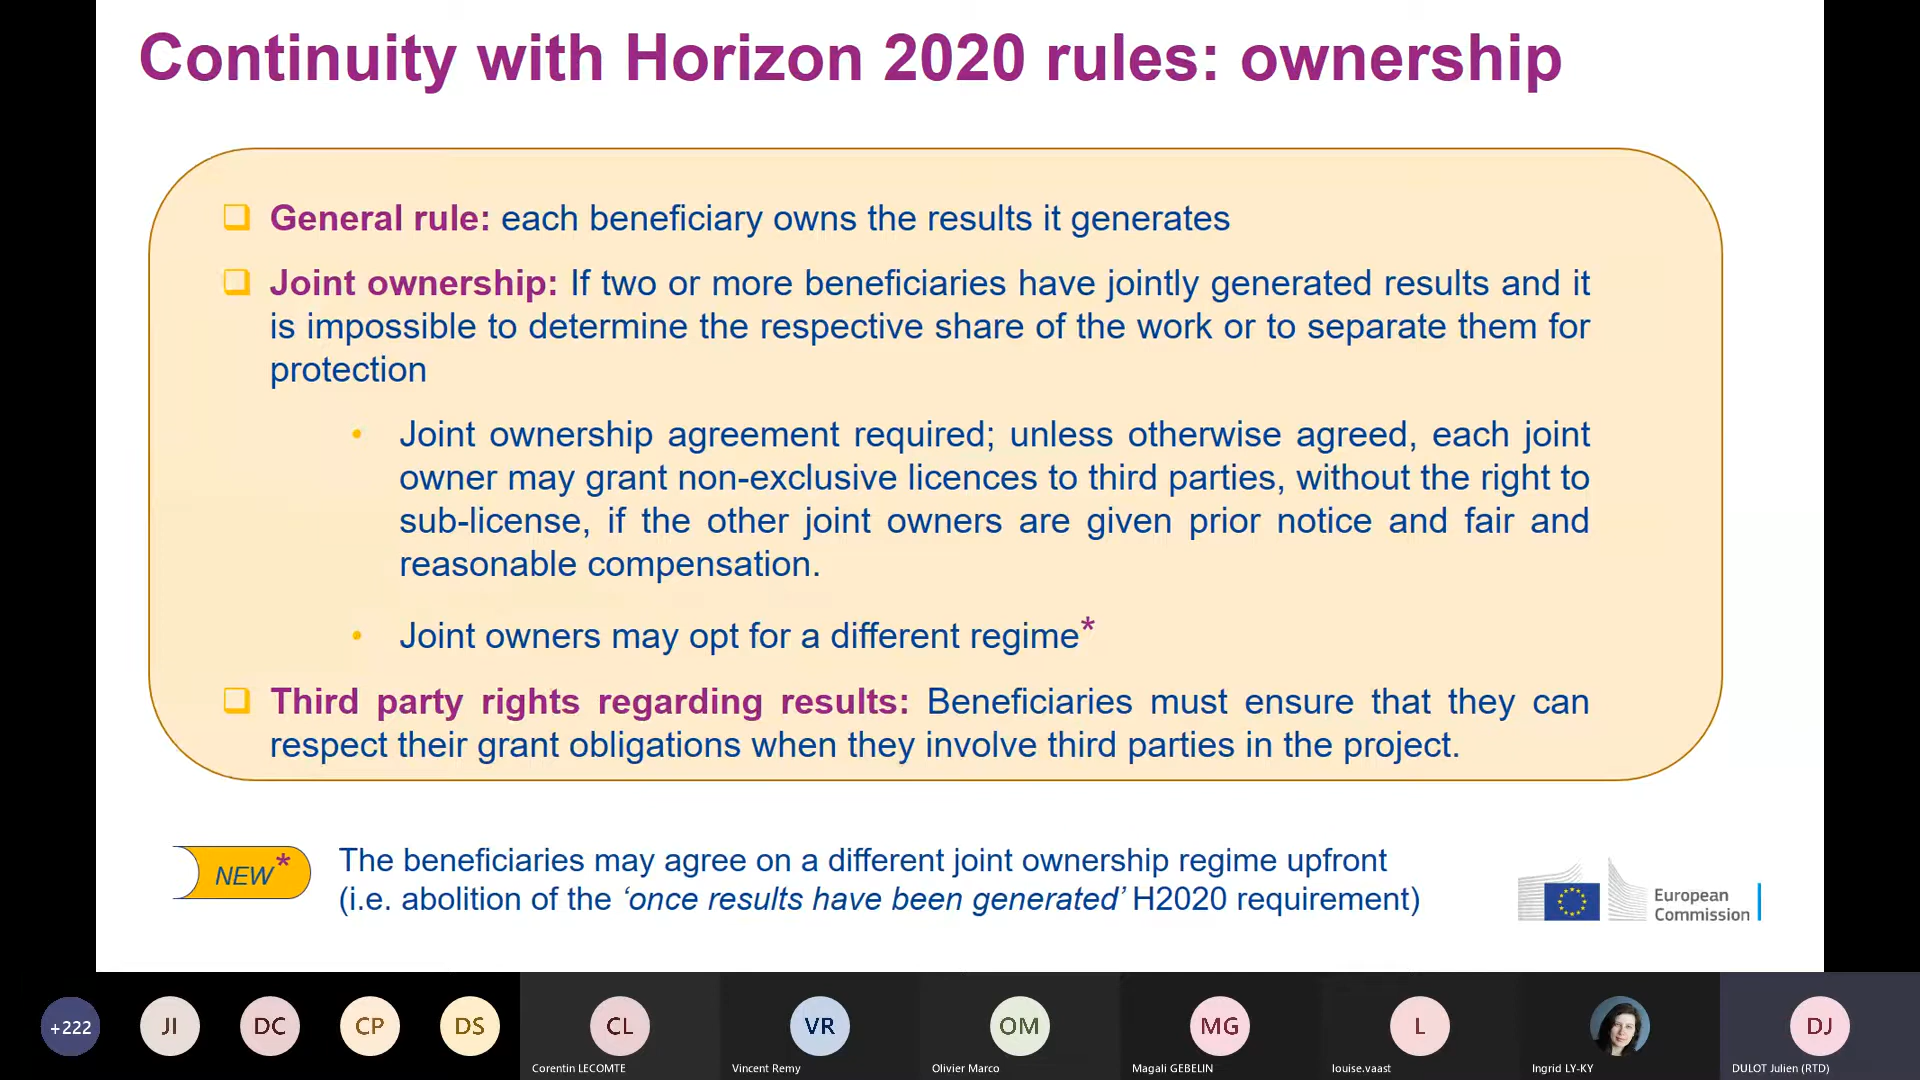 Continuity with Horizon 2020 rules: ownership
❑ General rule: each beneficiary owns the results it generates
❑ Joint ownership: If two or more beneficiaries have jointly generated results and it
is impossible to determine the respective share of the work or to separate them for
protection
• Joint ownership agreement required; unless otherwise agreed, each joint
owner may grant non-exclusive licences to third parties, without the right to
sub-license, if the other joint owners are given prior notice and fair and
reasonable compensation.
• Joint owners may opt for a different regime*
❑ Third party rights regarding results: Beneficiaries must ensure that they can
respect their grant obligations when they involve third parties in the project.
NEW*
The beneficiaries may agree on a different joint ownership regime upfront
(i.e. abolition of the ‘once results have been generated’ H2020 requirement)
European
Commission
+222
JI
DC
CP
DS
CL
VR
OM
MG
L
DJ
Corentin LECOMTE
Vincent Remy
Olivier Marco
Magali GEBELIN
louise.vaast
Ingrid LY-KY
DULOT Julien (RTD)